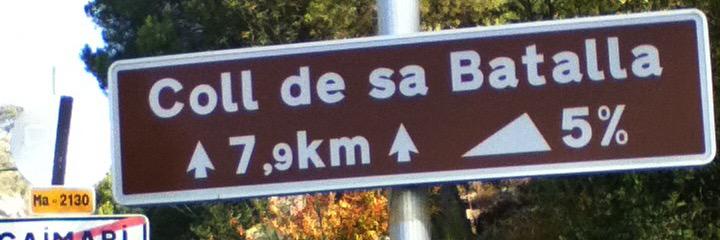 Coll de sa Batalla
7,9km 5%
Ma-2130
CAIMARI